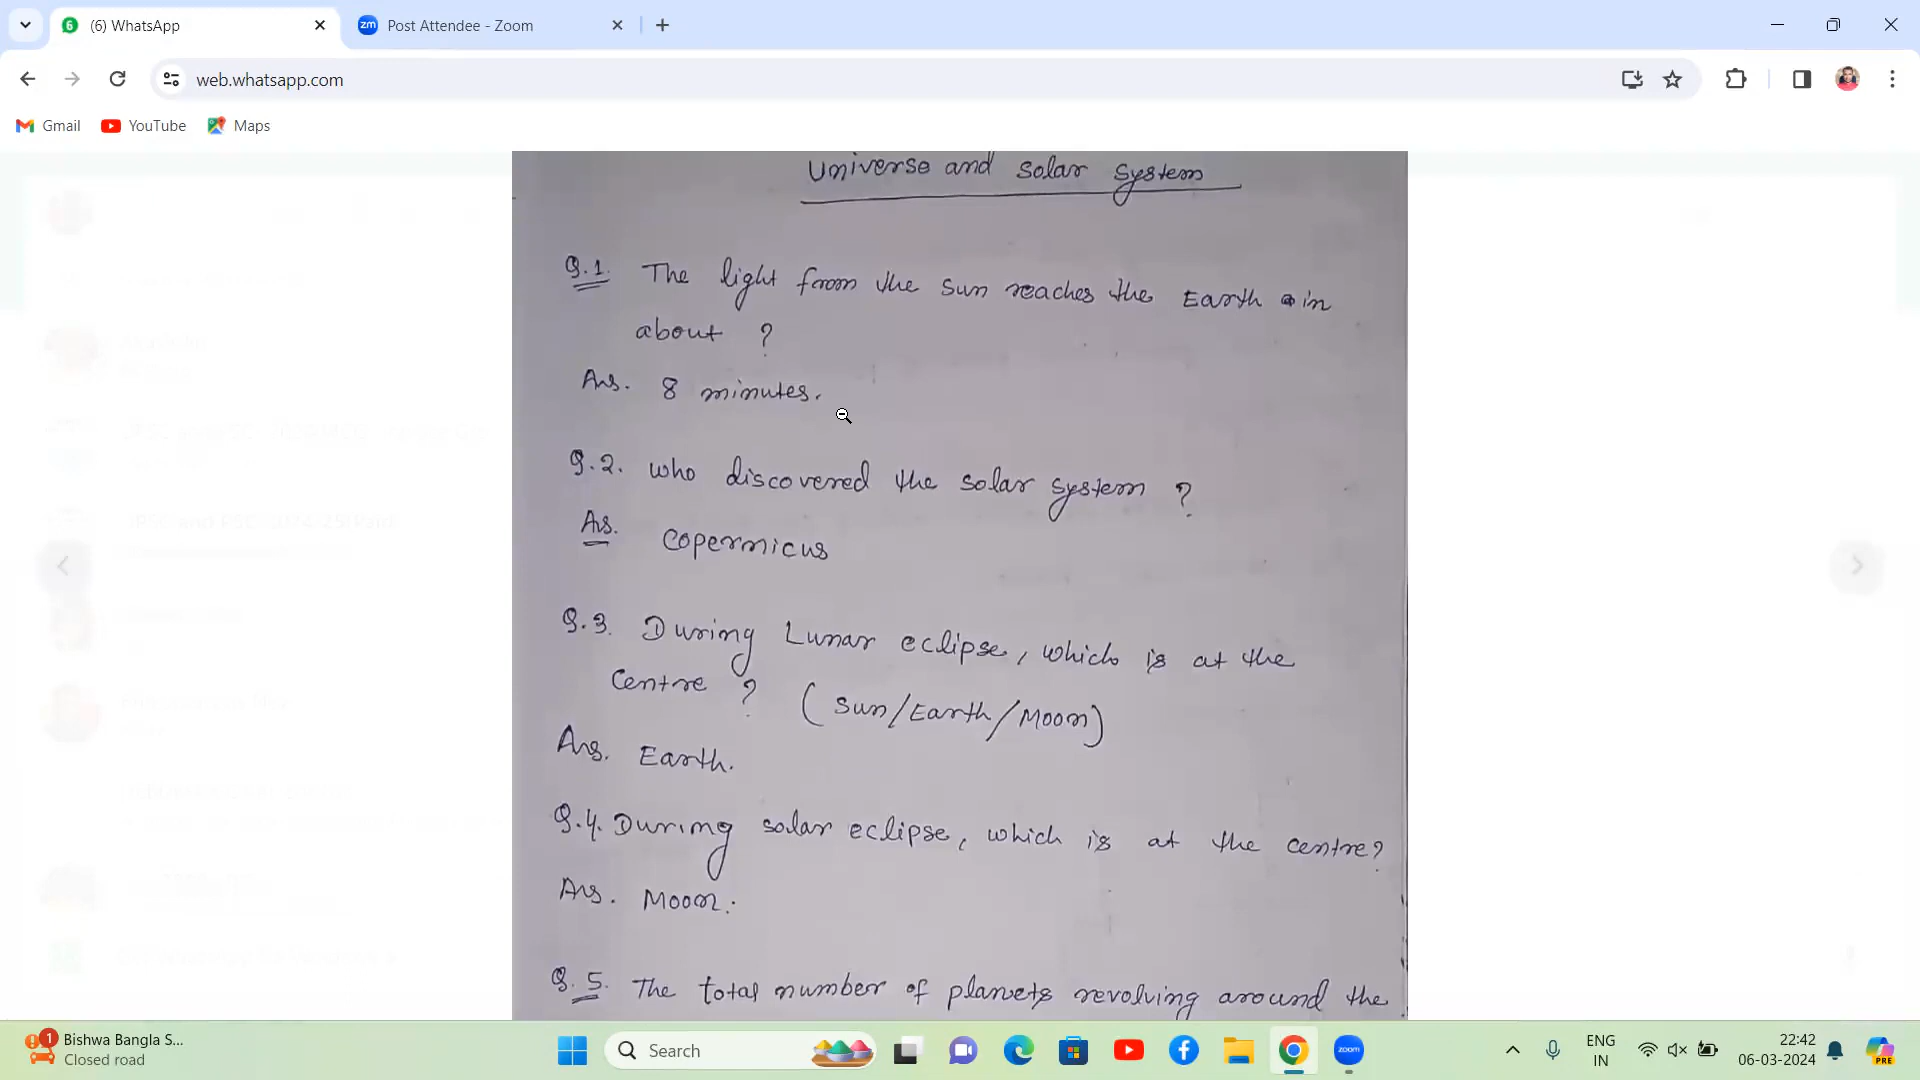 (6) WhatsApp
Post Attendee - Zoom
web.whatsapp.com
Gmail
YouTube
Maps
Universe and Solar System
Q.1. The light from the sun reaches the Earth in
about ?
Ans. 8 minutes.
Q.2. who discovered the solar system ?
Ans. Copernicus
Q.3. During Lunar eclipse, which is at the
Centre ? (Sun/Earth/Moon)
Ans. Earth.
Q.4. During solar eclipse, which is at the centre?
Ans. Moon.
Q.5. The total number of planets revolving around the
1
Bishwa Bangla S...
Closed road
Search
zoom
ENG
IN
22:42
06-03-2024
PRE